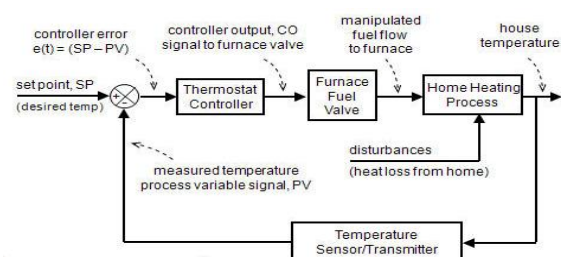 controller error
e(t) = (SP – PV)
controller output, CO
signal to furnace valve
manipulated
fuel flow
to furnace
house
temperature
set point, SP
(desired temp)
+
–
Thermostat
Controller
Furnace
Fuel
Valve
Home Heating
Process
disturbances
(heat loss from home)
measured temperature
process variable signal, PV
Temperature
Sensor/Transmitter